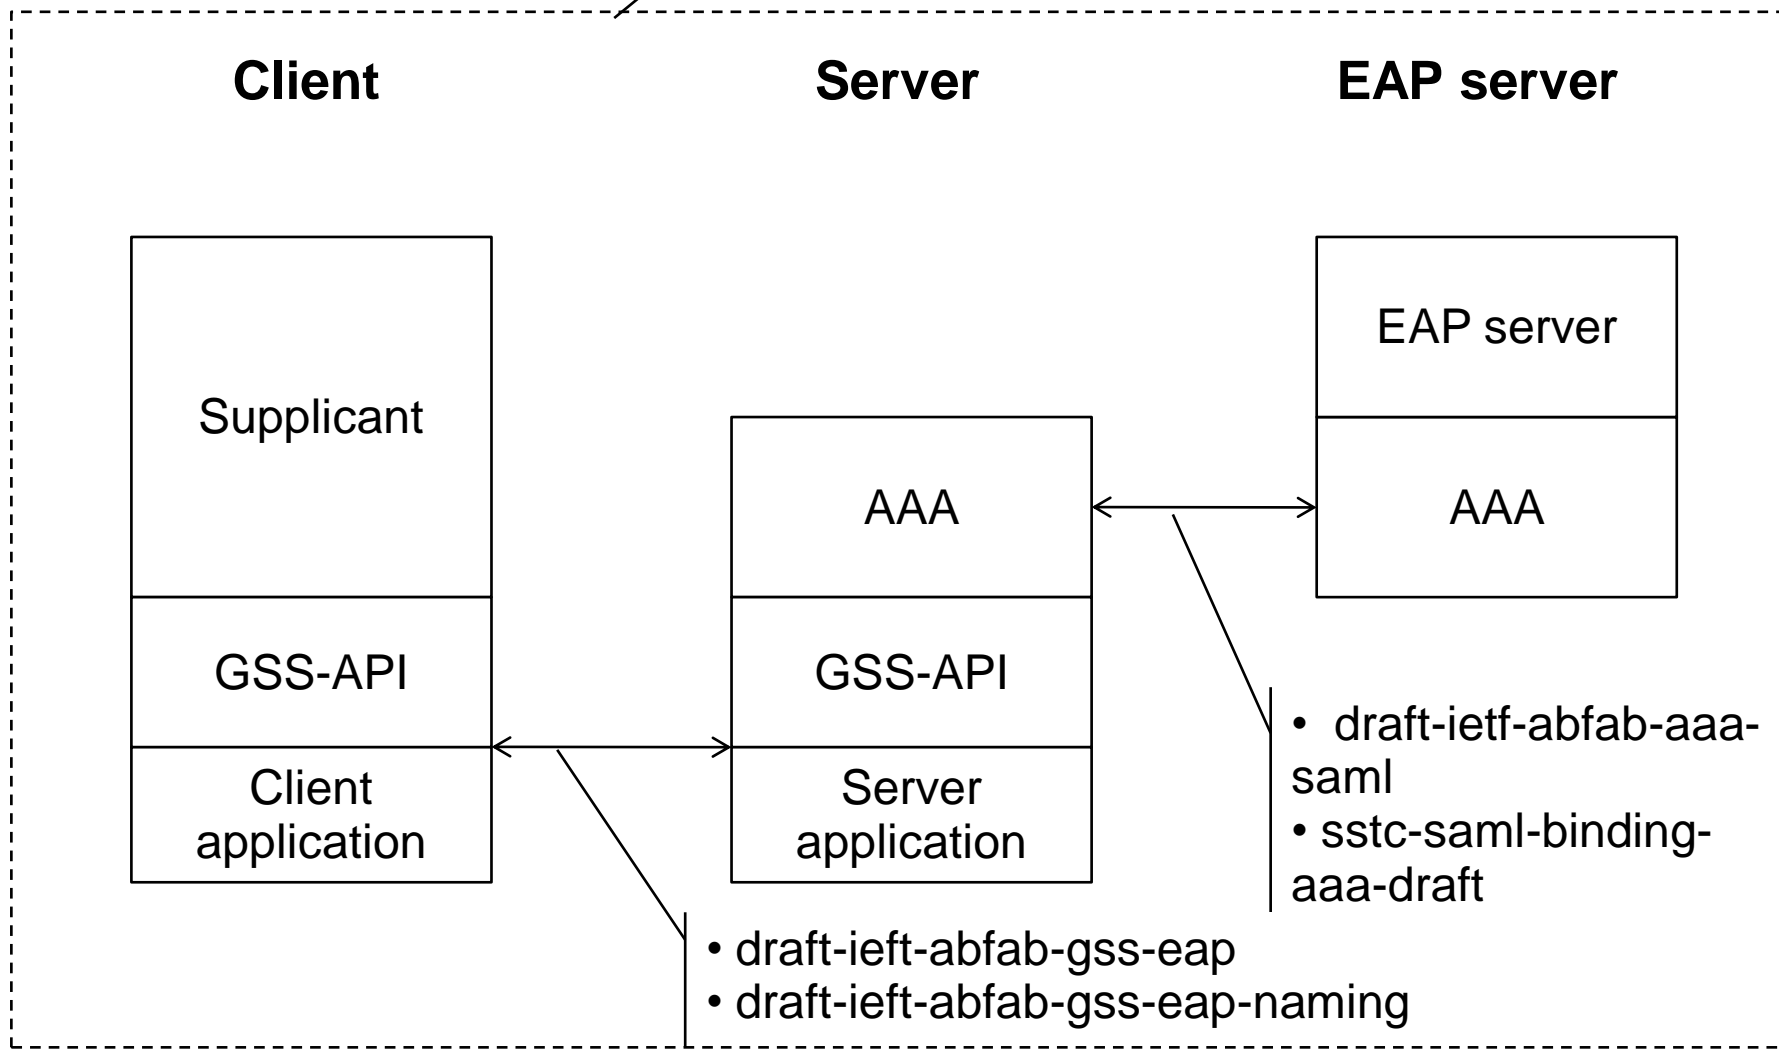 Client
Server
EAP server
Supplicant
GSS-API
Client
application
AAA
GSS-API
Server
application
EAP server
AAA
• draft-ietf-abfab-aaa-
saml
• sstc-saml-binding-
aaa-draft
• draft-ieft-abfab-gss-eap
• draft-ieft-abfab-gss-eap-naming